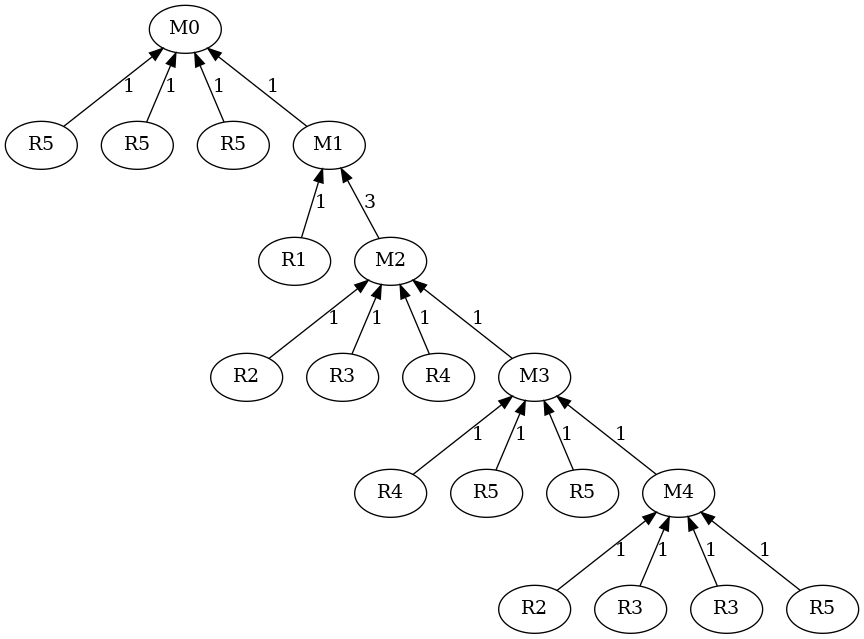 M0
1 1 1 1
R5 R5 R5 M1
1 3
R1 M2
1 1 1 1
R2 R3 R4 M3
1 1 1 1
R4 R5 R5 M4
1 1 1 1
R2 R3 R3 R5